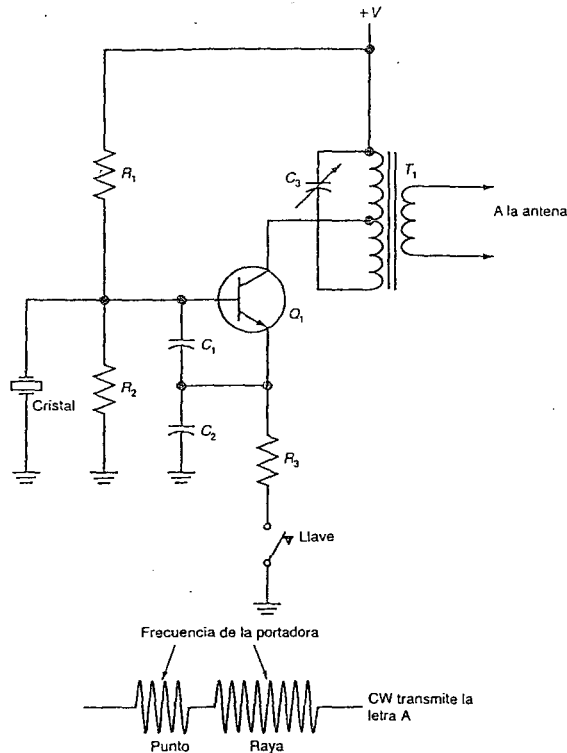 +V
R1
C3
T1
A la antena
Q1
C1
Cristal
R2
C2
R3
Llave
Frecuencia de la portadora
CW transmite la
letra A
Punto
Raya